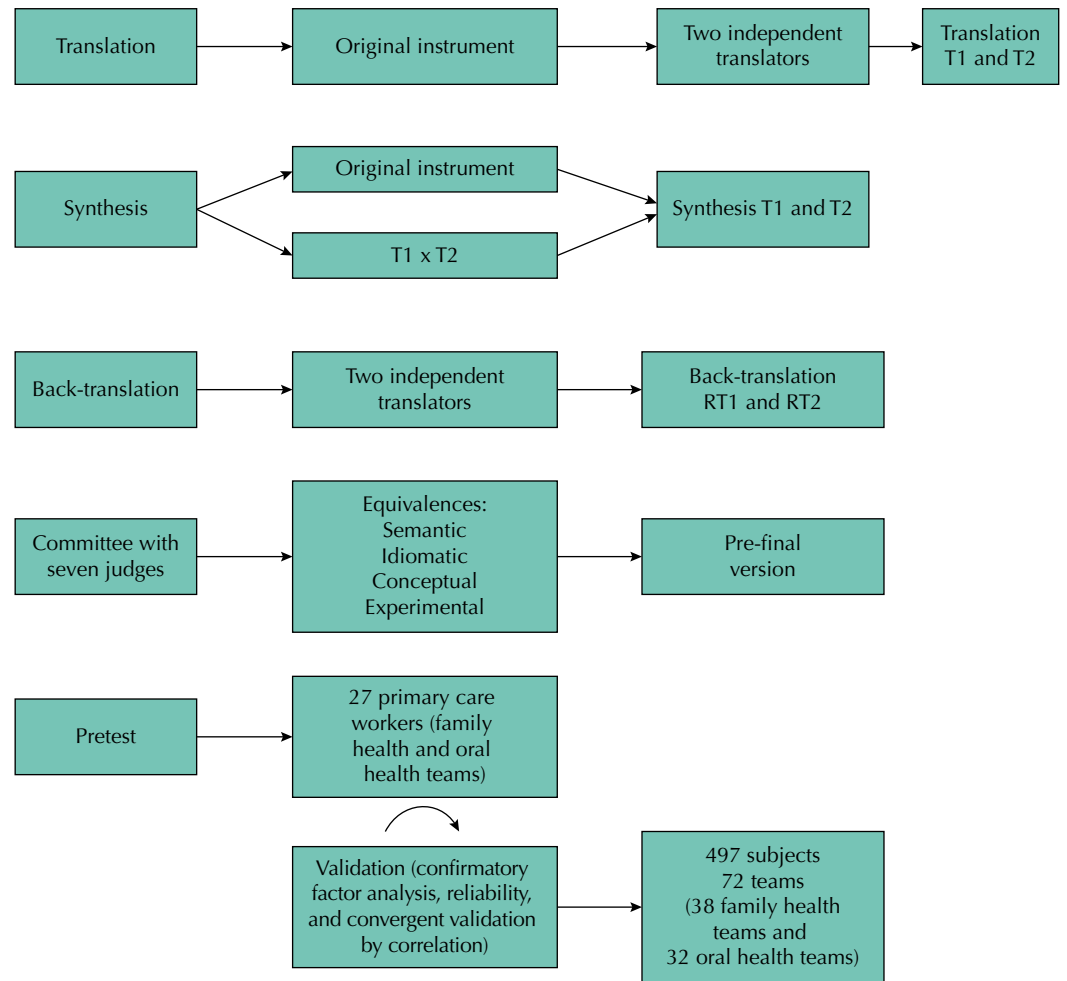 Translation
Original instrument
Two independent
translators
Translation
T1 and T2
Synthesis
Original instrument
T1 x T2
Synthesis T1 and T2
Back-translation
Two independent
translators
Back-translation
RT1 and RT2
Committee with
seven judges
Equivalences:
Semantic
Idiomatic
Conceptual
Experimental
Pre-final
version
Pretest
27 primary care
workers (family
health and oral
health teams)
Validation (confirmatory
factor analysis, reliability,
and convergent validation
by correlation)
497 subjects
72 teams
(38 family health
teams and
32 oral health teams)